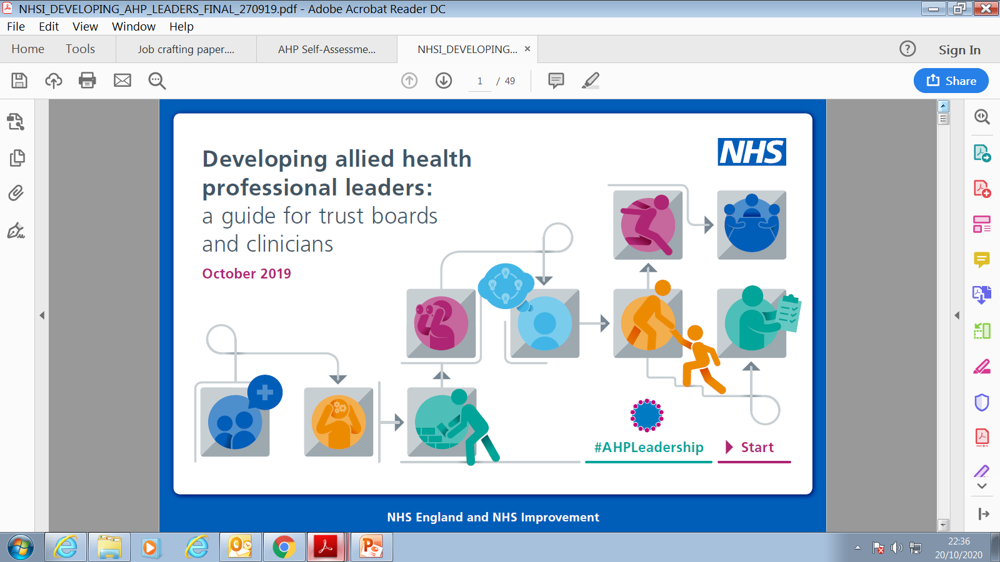 NHSI_DEVELOPING_AHP_LEADERS_FINAL_270919.pdf - Adobe Acrobat Reader DC
File Edit View Window Help
Home Tools Job crafting paper.... AHP Self-Assessme... NHSI_DEVELOPING... × ? Sign In
1 / 49 Share
Developing allied health
professional leaders:
a guide for trust boards
and clinicians
October 2019
NHS
#AHPLeadership
Start
NHS England and NHS Improvement
22:36
20/10/2020